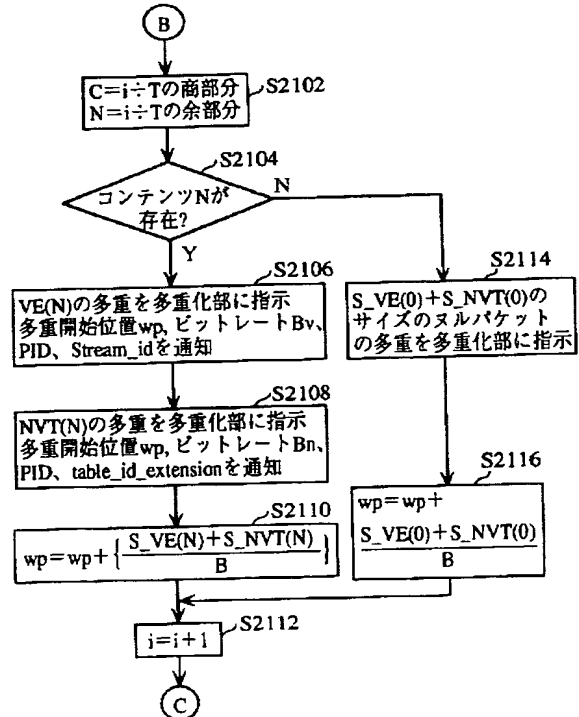 B
C=i÷Tの商部分
N=i÷Tの余部分
S2102
S2104
コンテンツNが
存在?
N
Y
S2106
VE(N)の多重を多重化部に指示
多重開始位置wp, ビットレートBv、
PID、Stream_idを通知
S2114
S_VE(0)+S_NVT(0)の
サイズのヌルパケット
の多重を多重化部に指示
S2108
NVT(N)の多重を多重化部に指示
多重開始位置wp, ビットレートBn、
PID、table_id_extensionを通知
S2110
wp=wp+{S_VE(N)+S_NVT(N)
B}
S2116
wp=wp+
S_VE(0)+S_NVT(0)
B
i=i+1
S2112
C